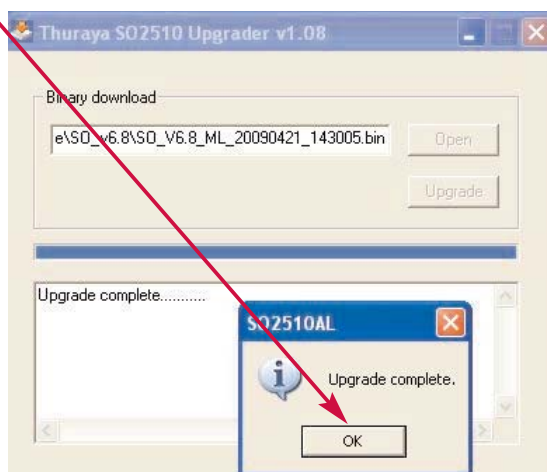 Thuraya SO2510 Upgrader v1.08
Binary download
e\SO_v6.8\SO_V6.8_ML_20090421_143005.bin
Open
Upgrade
Upgrade complete...........
SO2510AL
Upgrade complete.
OK